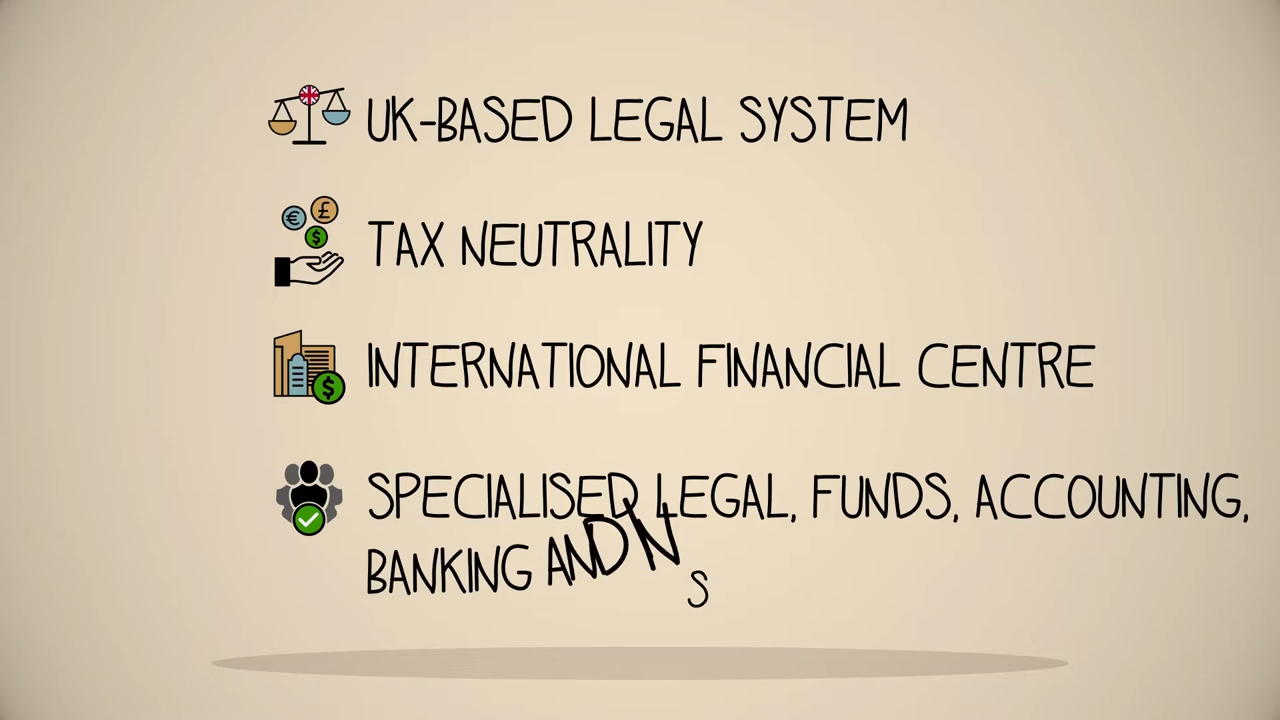 UK-BASED LEGAL SYSTEM
TAX NEUTRALITY
INTERNATIONAL FINANCIAL CENTRE
SPECIALISED LEGAL, FUNDS, ACCOUNTING,
BANKING AND